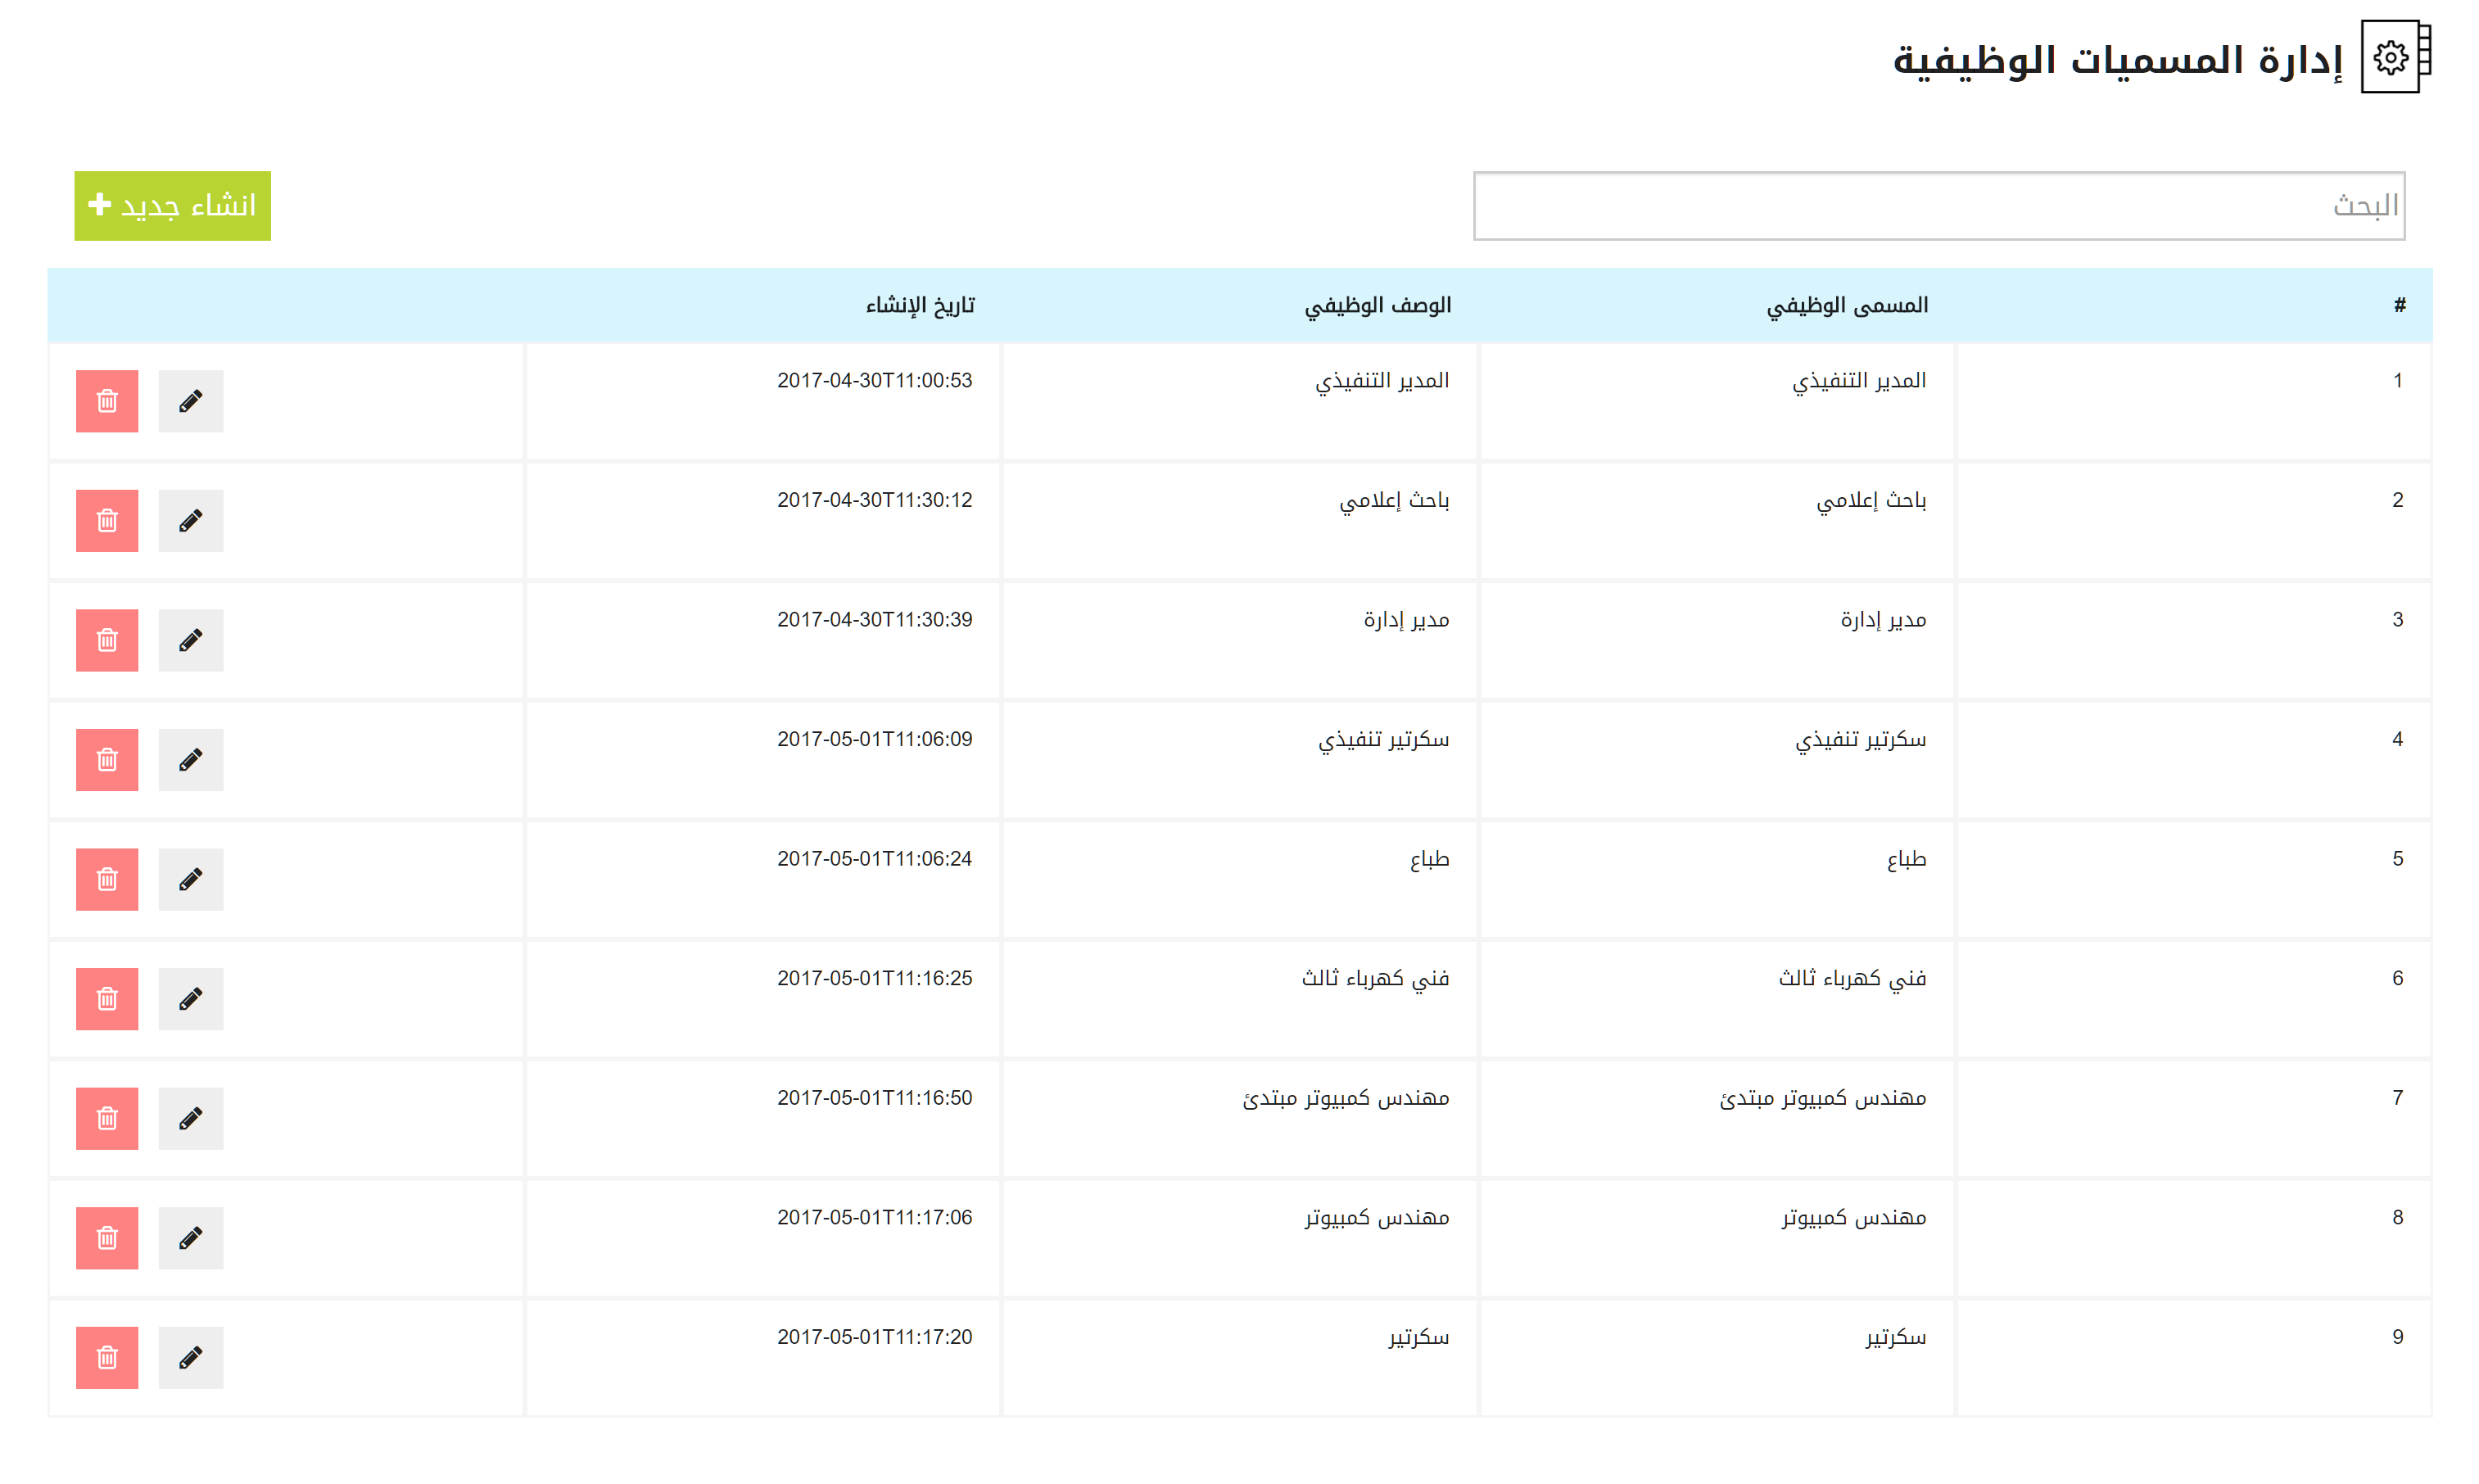 إدارة المسميات الوظيفية
البحث
انشاء جديد
# المسمى الوظيفي الوصف الوظيفي تاريخ الإنشاء
1 المدير التنفيذي المدير التنفيذي 2017-04-30T11:00:53
2 باحث إعلامي باحث إعلامي 2017-04-30T11:30:12
3 مدير إدارة مدير إدارة 2017-04-30T11:30:39
4 سكرتير تنفيذي سكرتير تنفيذي 2017-05-01T11:06:09
5 طباع طباع 2017-05-01T11:06:24
6 فني كهرباء ثالث فني كهرباء ثالث 2017-05-01T11:16:25
7 مهندس كمبيوتر مبتدئ مهندس كمبيوتر مبتدئ 2017-05-01T11:16:50
8 مهندس كمبيوتر مهندس كمبيوتر 2017-05-01T11:17:06
9 سكرتير سكرتير 2017-05-01T11:17:20